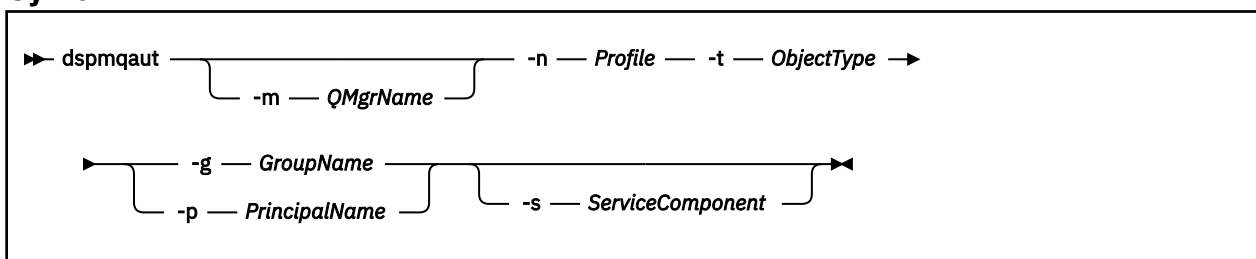 dspmqaut -n Profile -t ObjectType
-m QMgrName
-g GroupName
-p PrincipalName
-s ServiceComponent